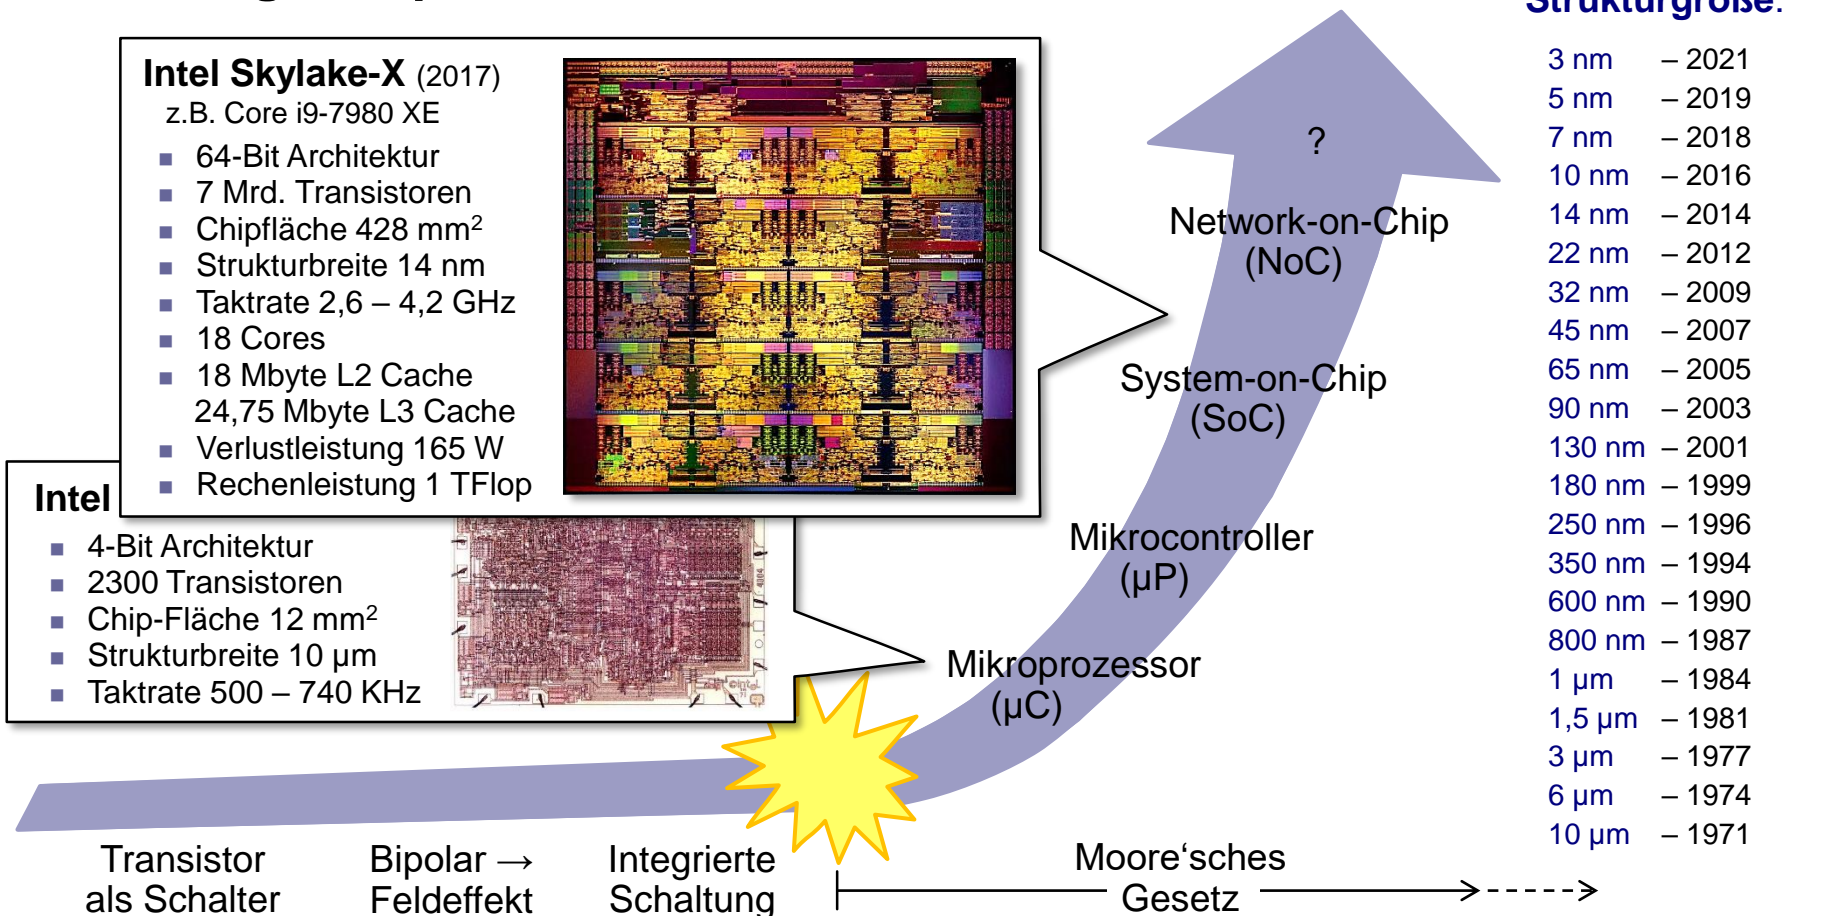 Strukturgröße:
Intel Skylake-X (2017)
z.B. Core i9-7980 XE
64-Bit Architektur
7 Mrd. Transistoren
Chipfläche 428 mm²
Strukturbreite 14 nm
Taktrate 2,6 – 4,2 GHz
18 Cores
18 Mbyte L2 Cache
24,75 Mbyte L3 Cache
Verlustleistung 165 W
Rechenleistung 1 TFlop
Intel
4-Bit Architektur
2300 Transistoren
Chip-Fläche 12 mm²
Strukturbreite 10 µm
Taktrate 500 – 740 KHz
?
Network-on-Chip
(NoC)
System-on-Chip
(SoC)
Mikrocontroller
(µP)
Mikroprozessor
(µC)
Transistor
als Schalter
Bipolar →
Feldeffekt
Integrierte
Schaltung
Moore‘sches
Gesetz
3 nm – 2021
5 nm – 2019
7 nm – 2018
10 nm – 2016
14 nm – 2014
22 nm – 2012
32 nm – 2009
45 nm – 2007
65 nm – 2005
90 nm – 2003
130 nm – 2001
180 nm – 1999
250 nm – 1996
350 nm – 1994
600 nm – 1990
800 nm – 1987
1 µm – 1984
1,5 µm – 1981
3 µm – 1977
6 µm – 1974
10 µm – 1971